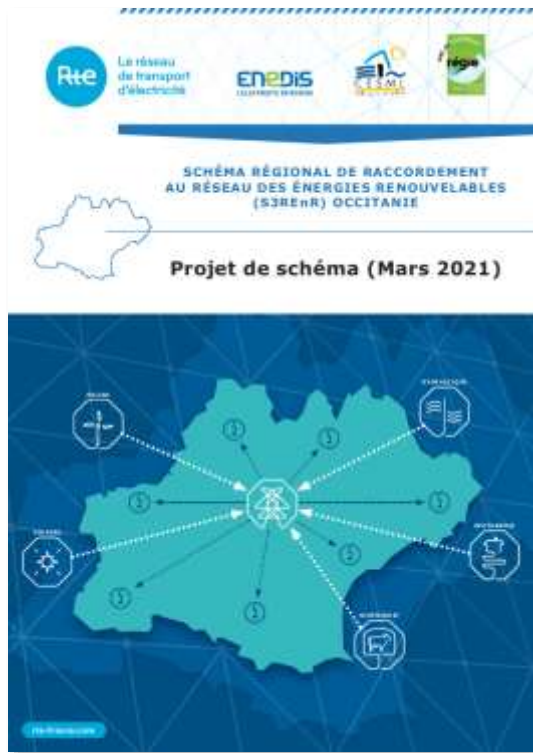 Rte
Le réseau
de transport
d'électricité
ENEDIS
régie
SCHÉMA RÉGIONAL DE RACCORDEMENT
AU RÉSEAU DES ÉNERGIES RENOUVELABLES
(S3REnR) OCCITANIE
Projet de schéma (Mars 2021)
rte-france.com